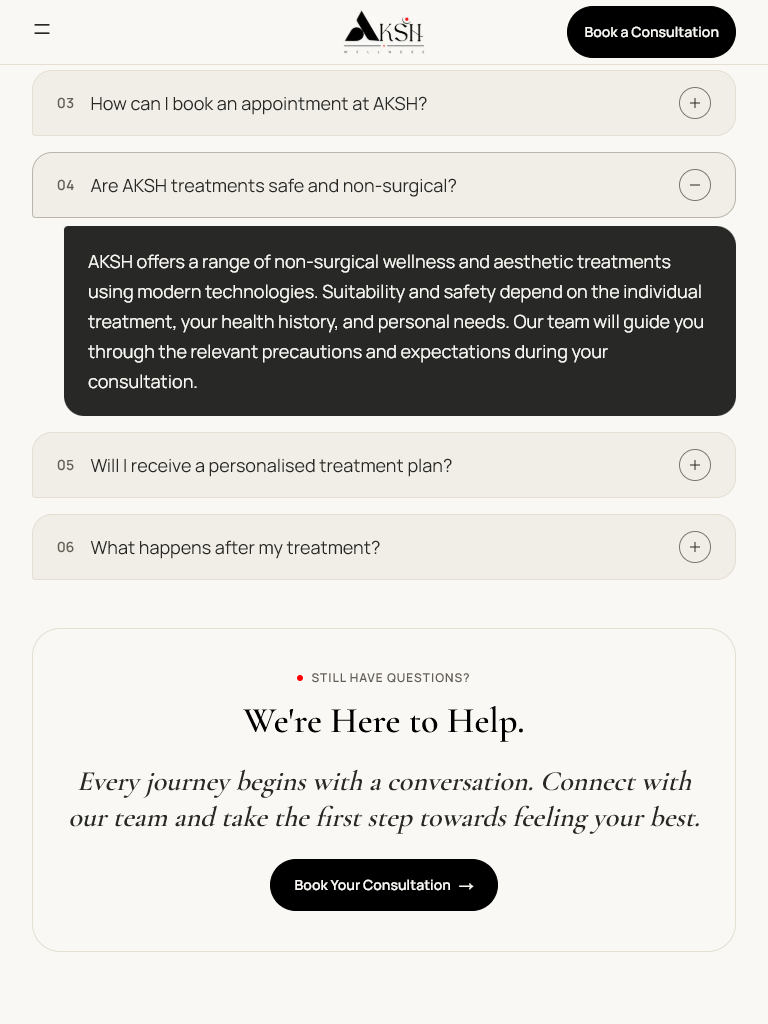 AKSH
WELLNESS
Book a Consultation
03 How can I book an appointment at AKSH?
04 Are AKSH treatments safe and non-surgical?
AKSH offers a range of non-surgical wellness and aesthetic treatments
using modern technologies. Suitability and safety depend on the individual
treatment, your health history, and personal needs. Our team will guide you
through the relevant precautions and expectations during your
consultation.
05 Will I receive a personalised treatment plan?
06 What happens after my treatment?
STILL HAVE QUESTIONS?
We're Here to Help.
Every journey begins with a conversation. Connect with
our team and take the first step towards feeling your best.
Book Your Consultation →